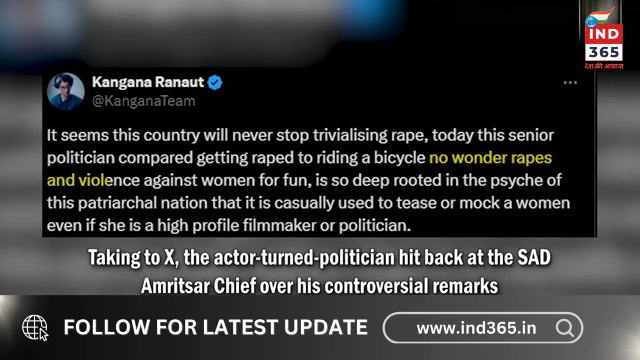 IND
365
देश की आवाज
Kangana Ranaut
@KanganaTeam
It seems this country will never stop trivialising rape, today this senior
politician compared getting raped to riding a bicycle no wonder rapes
and violence against women for fun, is so deep rooted in the psyche of
this patriarchal nation that it is casually used to tease or mock a women
even if she is a high profile filmmaker or politician.
Taking to X, the actor-turned-politician hit back at the SAD
Amritsar Chief over his controversial remarks
FOLLOW FOR LATEST UPDATE
www.ind365.in